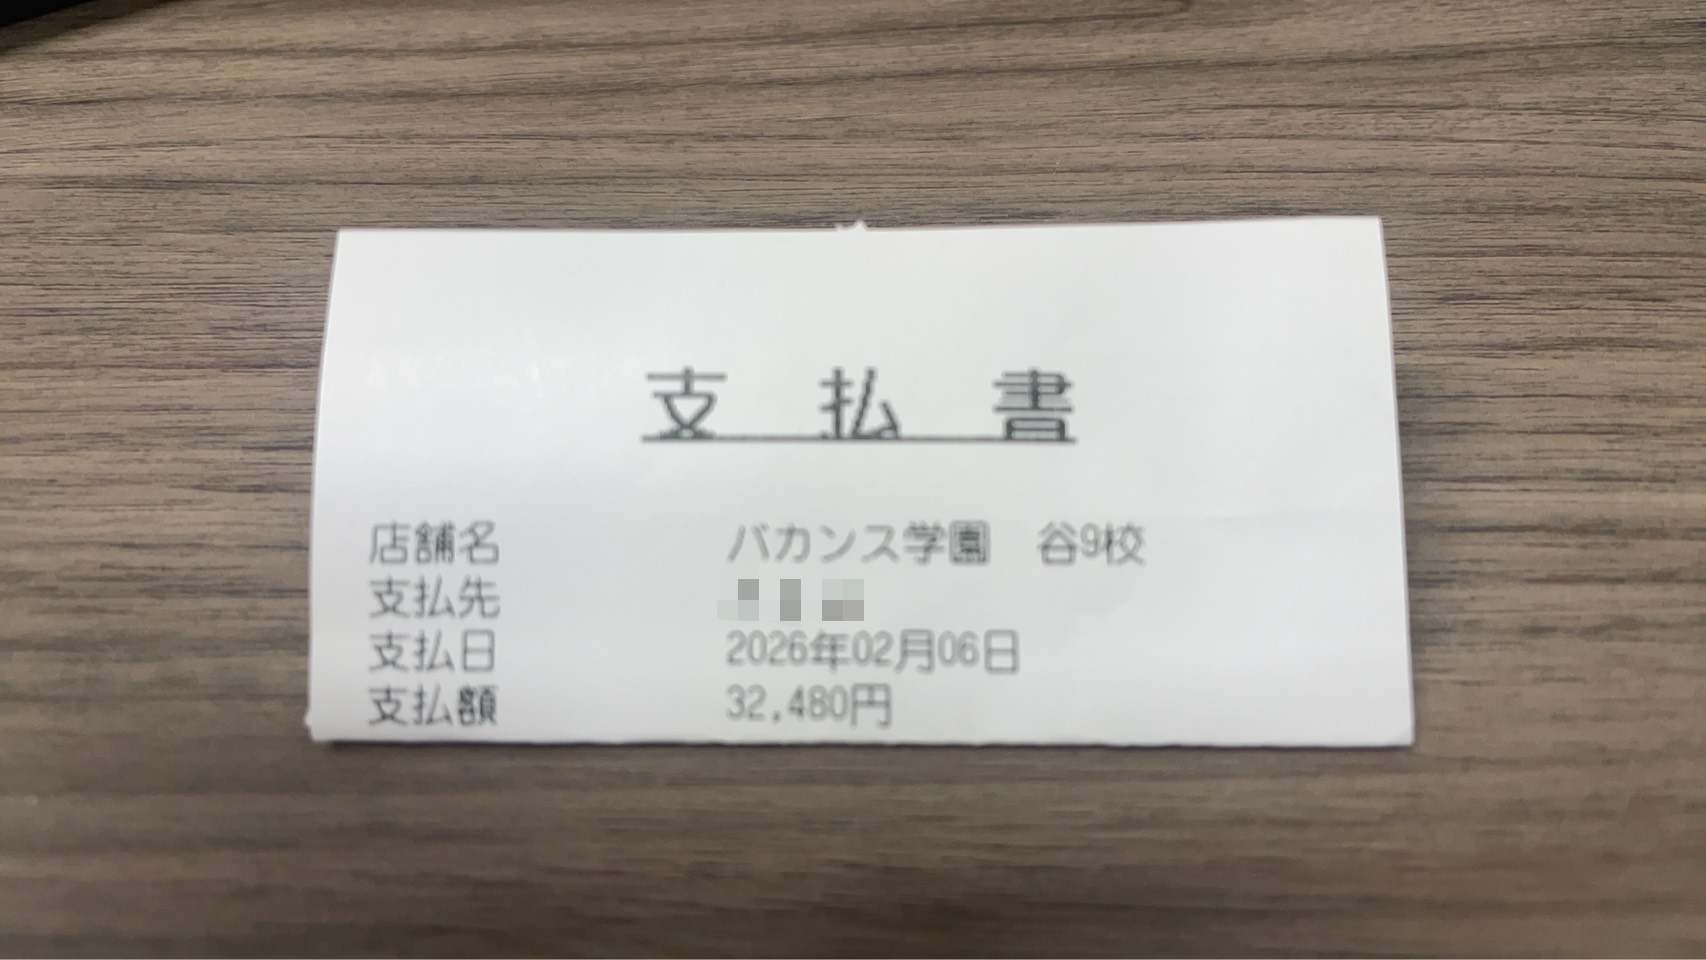 支 払 書
店舗名 バカンス学園 谷9校
支払先
支払日 2026年02月06日
支払額 32,480円